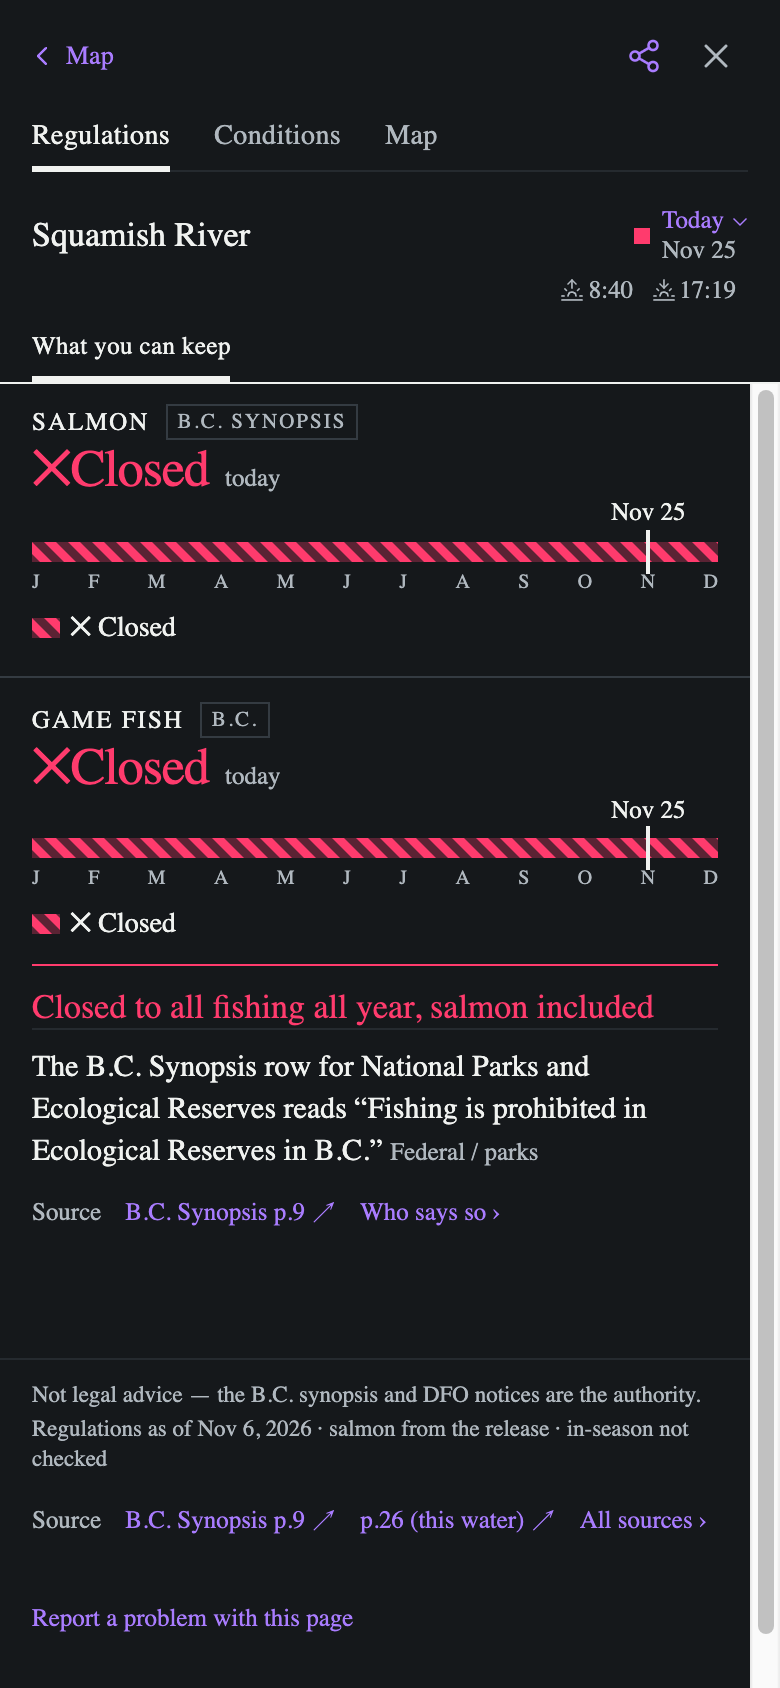 Map
Regulations Conditions Map
Squamish River
Today
Nov 25
8:40 17:19
What you can keep
SALMON B.C. SYNOPSIS
Closed today
Nov 25
J F M A M J J A S O N D
Closed
GAME FISH B.C.
Closed today
Nov 25
J F M A M J J A S O N D
Closed
Closed to all fishing all year, salmon included
The B.C. Synopsis row for National Parks and
Ecological Reserves reads “Fishing is prohibited in
Ecological Reserves in B.C.” Federal / parks
Source B.C. Synopsis p.9 ↗ Who says so ›
Not legal advice — the B.C. synopsis and DFO notices are the authority.
Regulations as of Nov 6, 2026 · salmon from the release · in-season not
checked
Source B.C. Synopsis p.9 ↗ p.26 (this water) ↗ All sources ›
Report a problem with this page